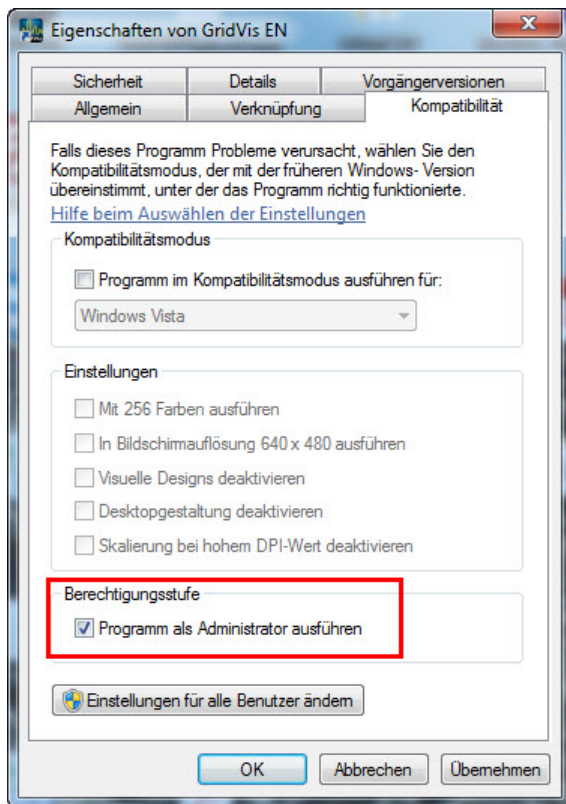 Eigenschaften von GridVis EN
Sicherheit
Details
Vorgängerversionen
Allgemein
Verknüpfung
Kompatibilität
Falls dieses Programm Probleme verursacht, wählen Sie den
Kompatibilitätsmodus, der mit der früheren Windows- Version
übereinstimmt, unter der das Programm richtig funktionierte.
Hilfe beim Auswählen der Einstellungen
Kompatibilitätsmodus
Programm im Kompatibilitätsmodus ausführen für:
Windows Vista
Einstellungen
Mit 256 Farben ausführen
In Bildschirmauflösung 640 x 480 ausführen
Visuelle Designs deaktivieren
Desktopgestaltung deaktivieren
Skalierung bei hohem DPI-Wert deaktivieren
Berechtigungsstufe
Programm als Administrator ausführen
Einstellungen für alle Benutzer ändern
OK
Abbrechen
Übernehmen